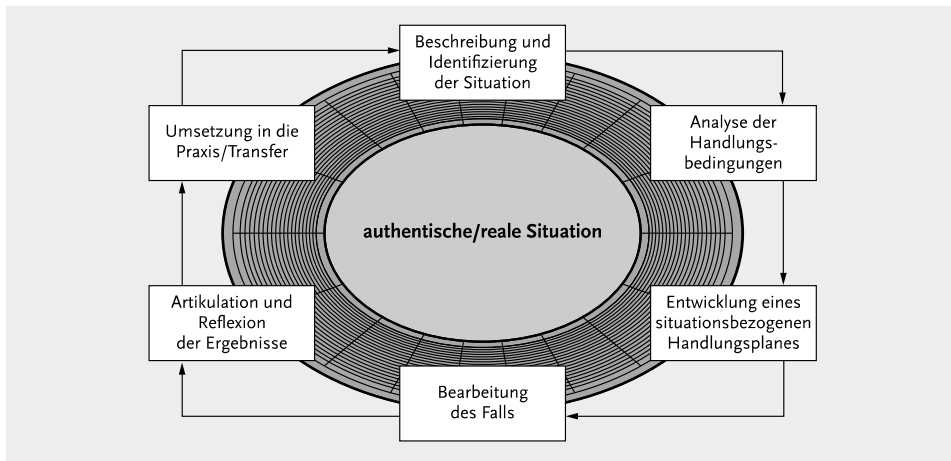 Beschreibung und
Identifizierung
der Situation
Analyse der
Handlungs-
bedingungen
Entwicklung eines
situationsbezogenen
Handlungsplanes
Bearbeitung
des Falls
Artikulation und
Reflexion
der Ergebnisse
Umsetzung in die
Praxis/Transfer
authentische/reale Situation